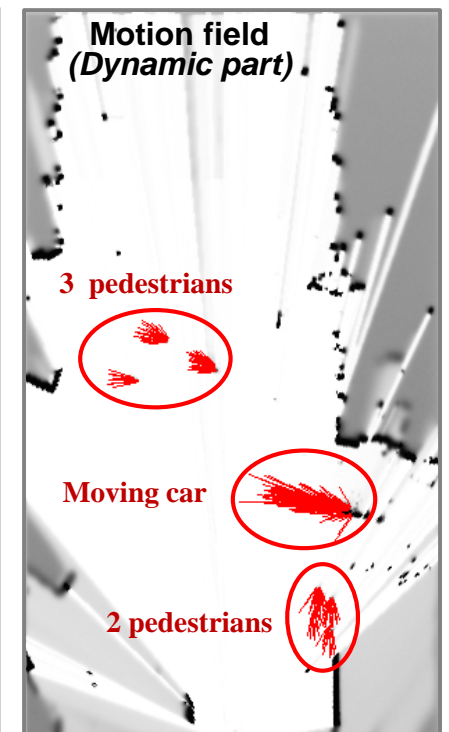 Motion field
(Dynamic part)
3 pedestrians
Moving car
2 pedestrians